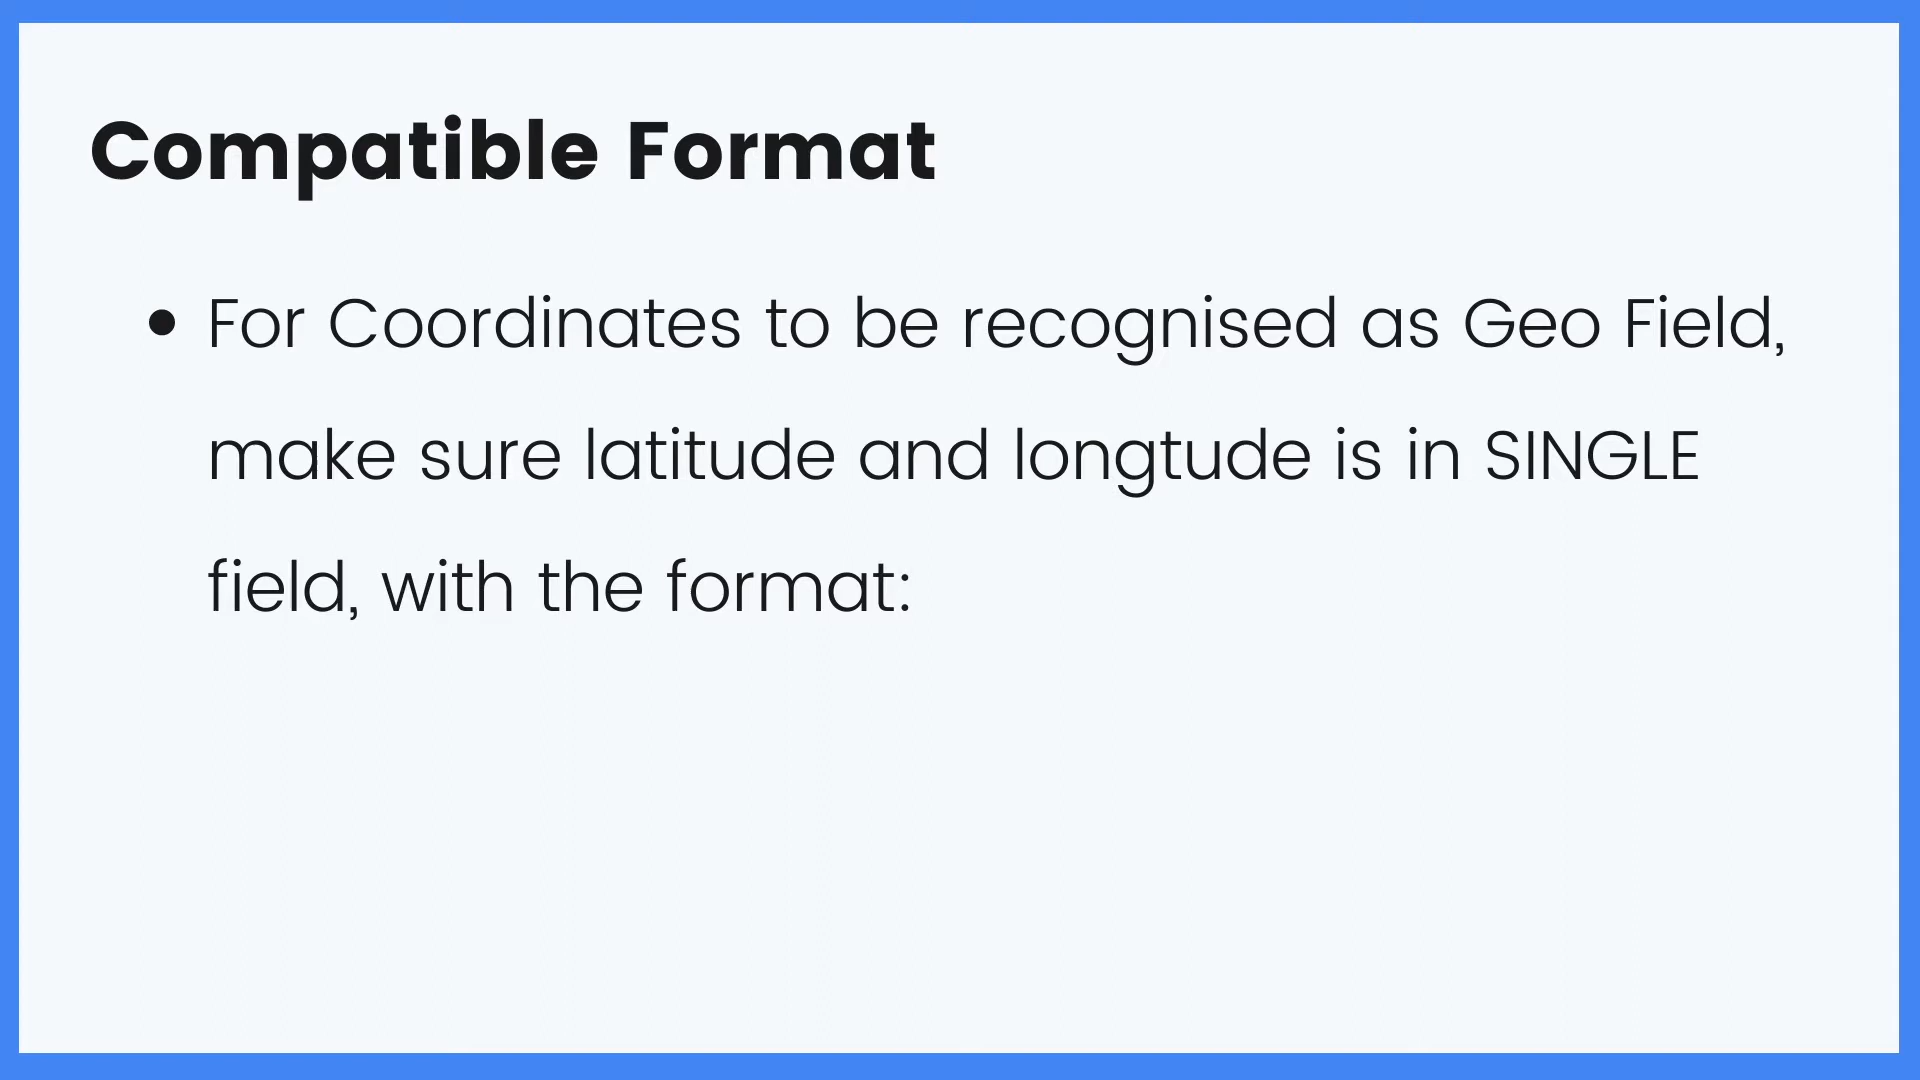 Compatible Format
• For Coordinates to be recognised as Geo Field,
make sure latitude and longtude is in SINGLE
field, with the format: